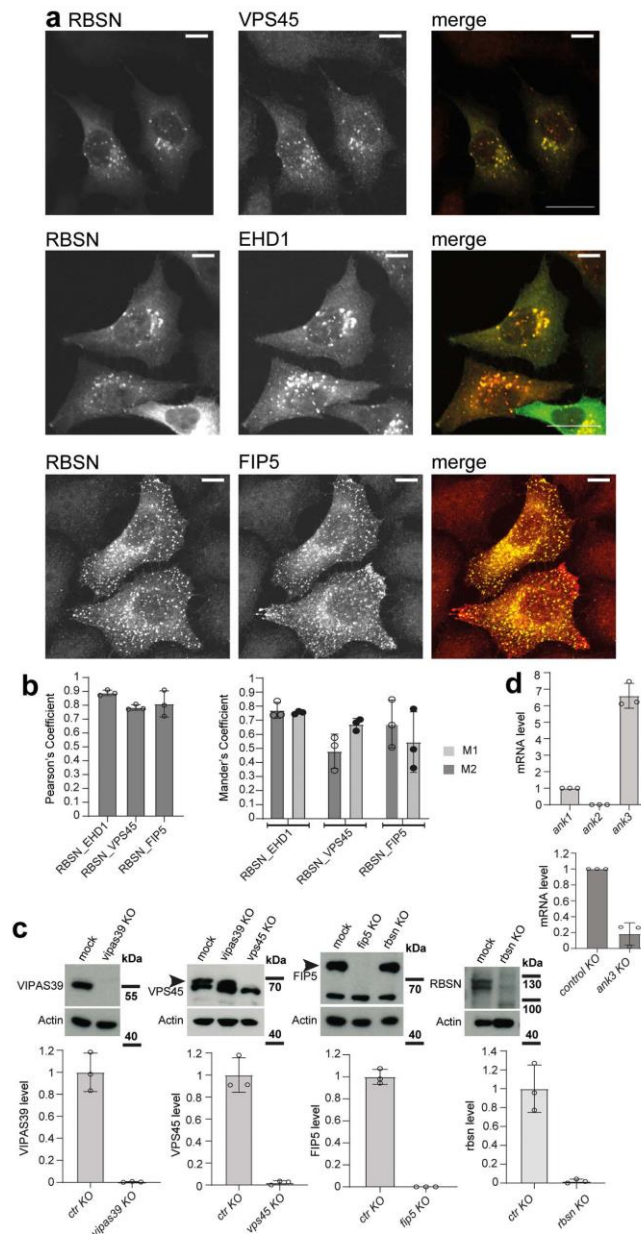 a RBSN VPS45 merge
RBSN EHD1 merge
RBSN FIP5 merge
b
Pearson's Coefficient
1
0.9
0.8
0.7
0.6
0.5
0.4
0.3
0.2
0.1
0
RBSN_EHD1
RBSN_VPS45
RBSN_FIP5
Mander's Coefficient
1
0.9
0.8
0.7
0.6
0.5
0.4
0.3
0.2
0.1
0
RBSN_EHD1
RBSN_VPS45
RBSN_FIP5
M1
M2
d
mRNA level
8
7
6
5
4
3
2
1
0
ank1
ank2
ank3
mRNA level
1.2
1
0.8
0.6
0.4
0.2
0
control KO
ank3 KO
c
mock
vipas39 KO
kDa
VIPAS39
55
Actin
40
mock
vipas39 KO
vps45 KO
kDa
VPS45
70
Actin
40
mock
fip5 KO
rbsn KO
kDa
FIP5
70
Actin
40
mock
rbsn KO
kDa
RBSN
130
100
Actin
40
VIPAS39 level
1.2
1
0.8
0.6
0.4
0.2
0
ctr KO
vipas39 KO
VPS45 level
1.2
1
0.8
0.6
0.4
0.2
0
ctr KO
vps45 KO
FIP5 level
1.2
1
0.8
0.6
0.4
0.2
0
ctr KO
fip5 KO
rbsn level
1.4
1.2
1
0.8
0.6
0.4
0.2
0
ctr KO
rbsn KO